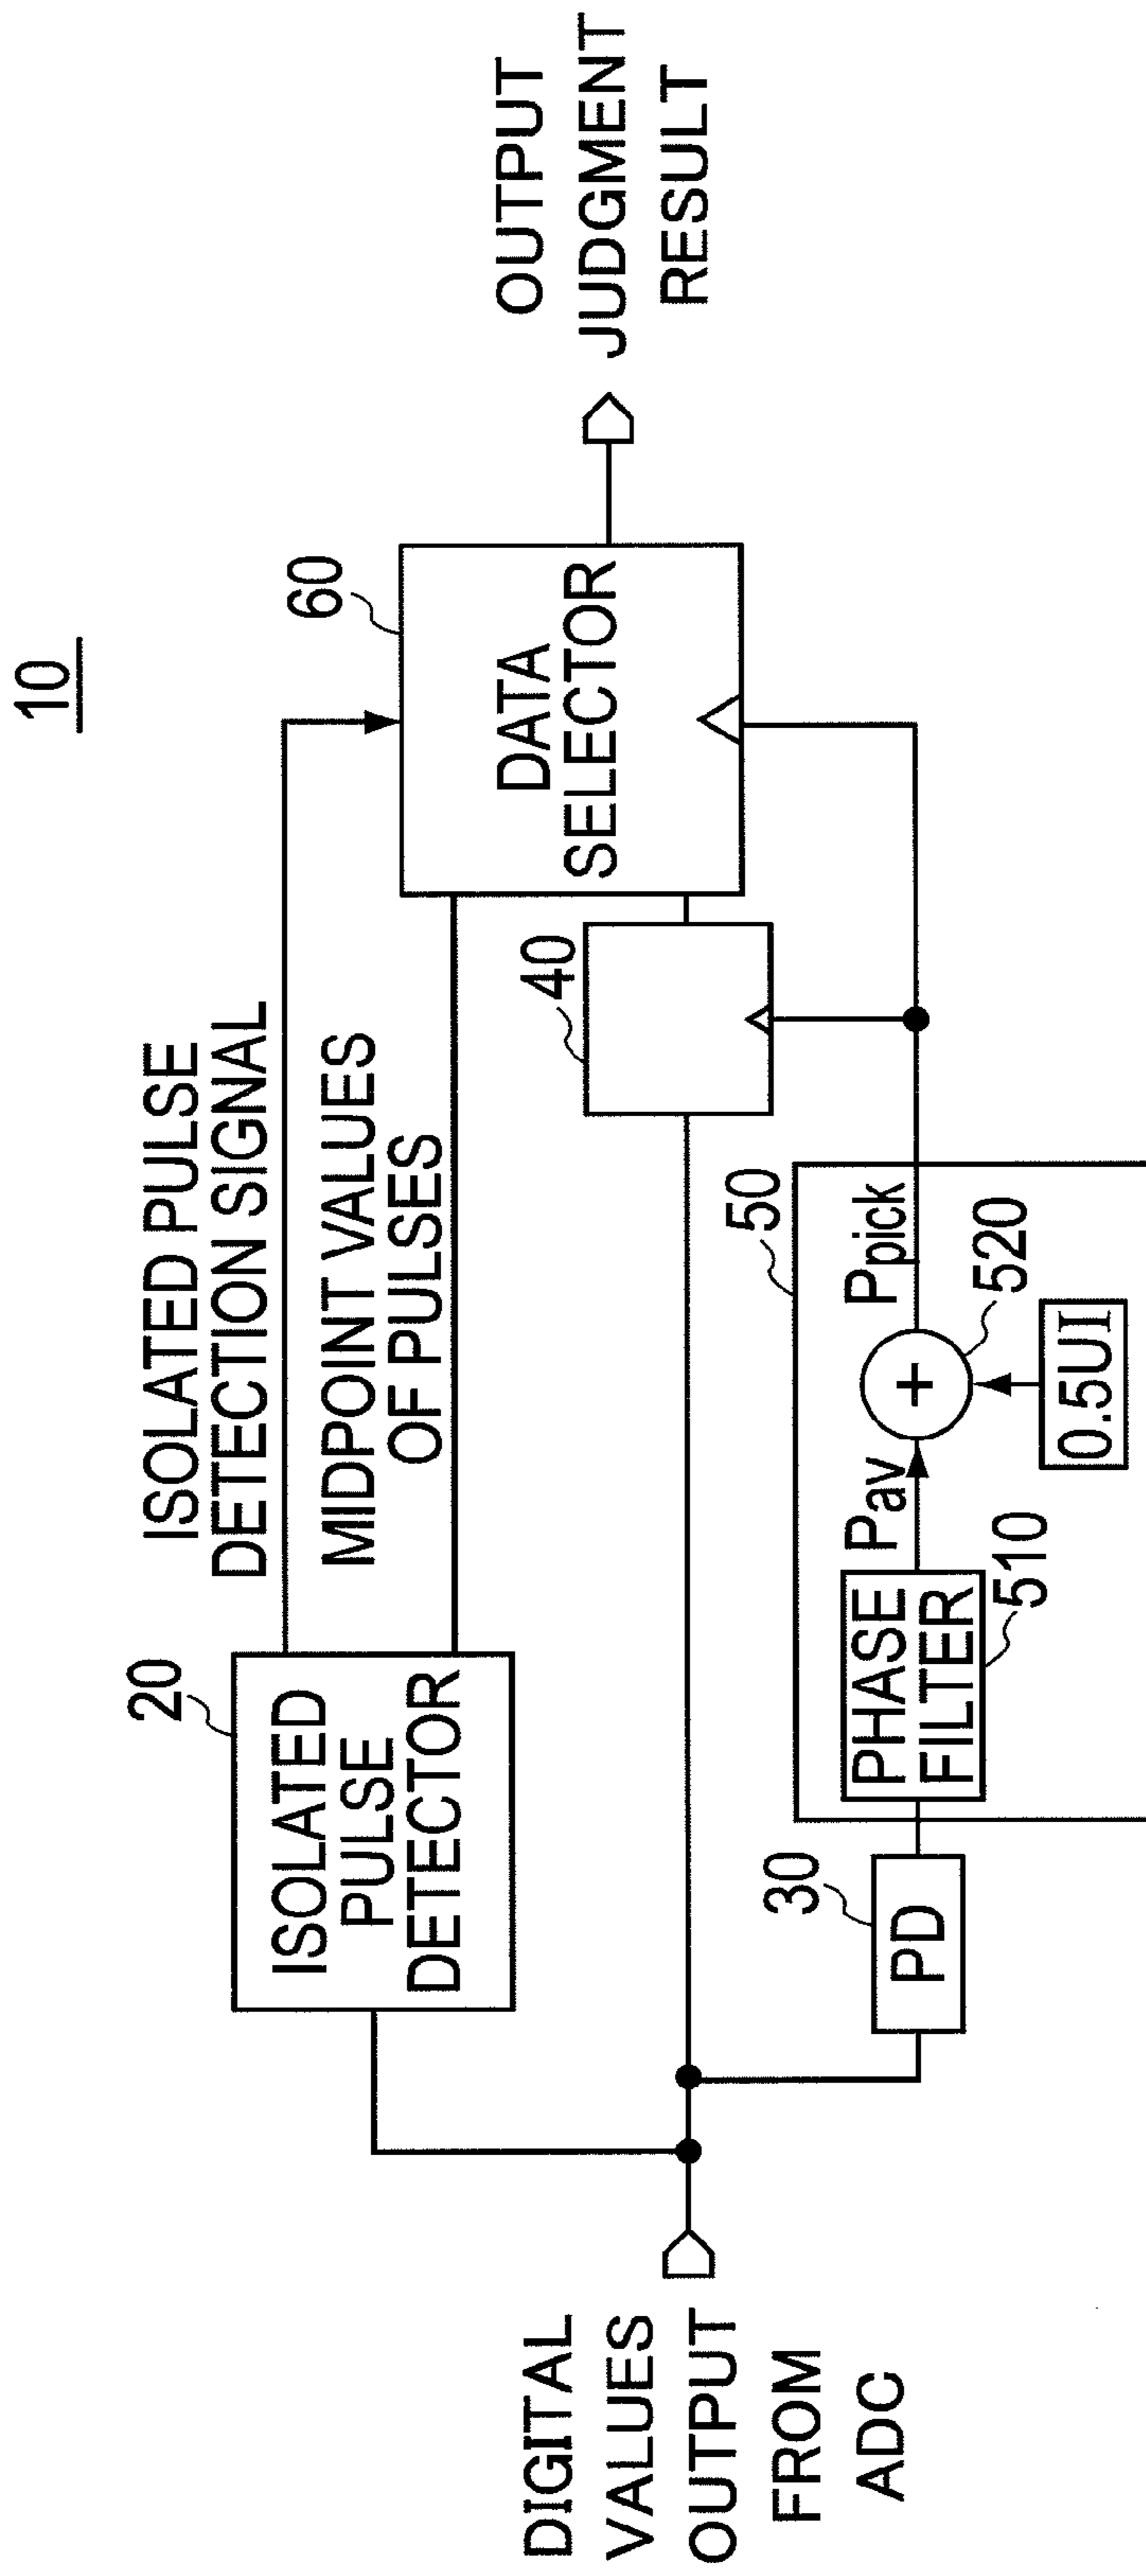 10
ISOLATED PULSE
DETECTION SIGNAL
MIDPOINT VALUES
OF PULSES
20
ISOLATED
PULSE
DETECTOR
60
DATA
SELECTOR
OUTPUT
JUDGMENT
RESULT
40
DIGITAL
VALUES
OUTPUT
FROM
ADC
30
PD
50
PHASE
FILTER
510
Pav
+
520
Ppick
0.5UI